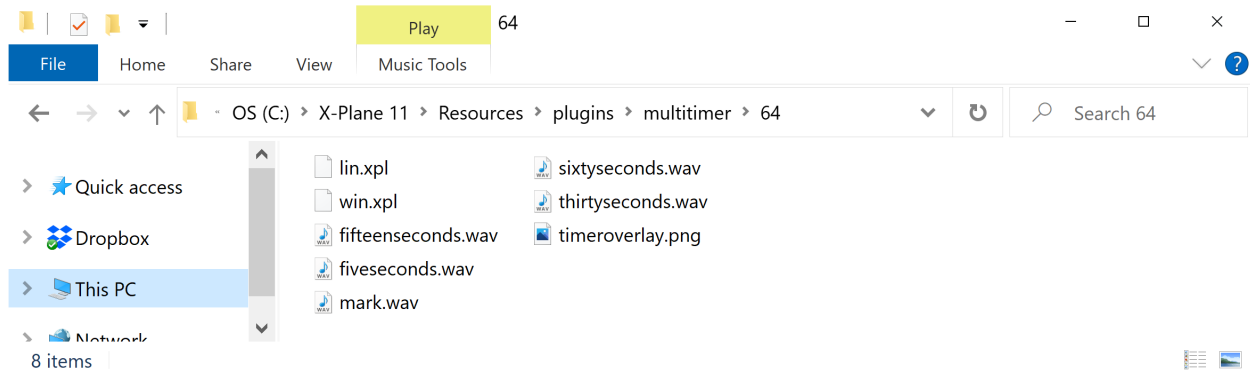 Play
64
File
Home
Share
View
Music Tools
?
OS (C:) > X-Plane 11 > Resources > plugins > multitimer > 64
Search 64
Quick access
Dropbox
This PC
Network
lin.xpl
win.xpl
fifteenseconds.wav
fiveseconds.wav
mark.wav
sixtyseconds.wav
thirtyseconds.wav
timeroverlay.png
8 items